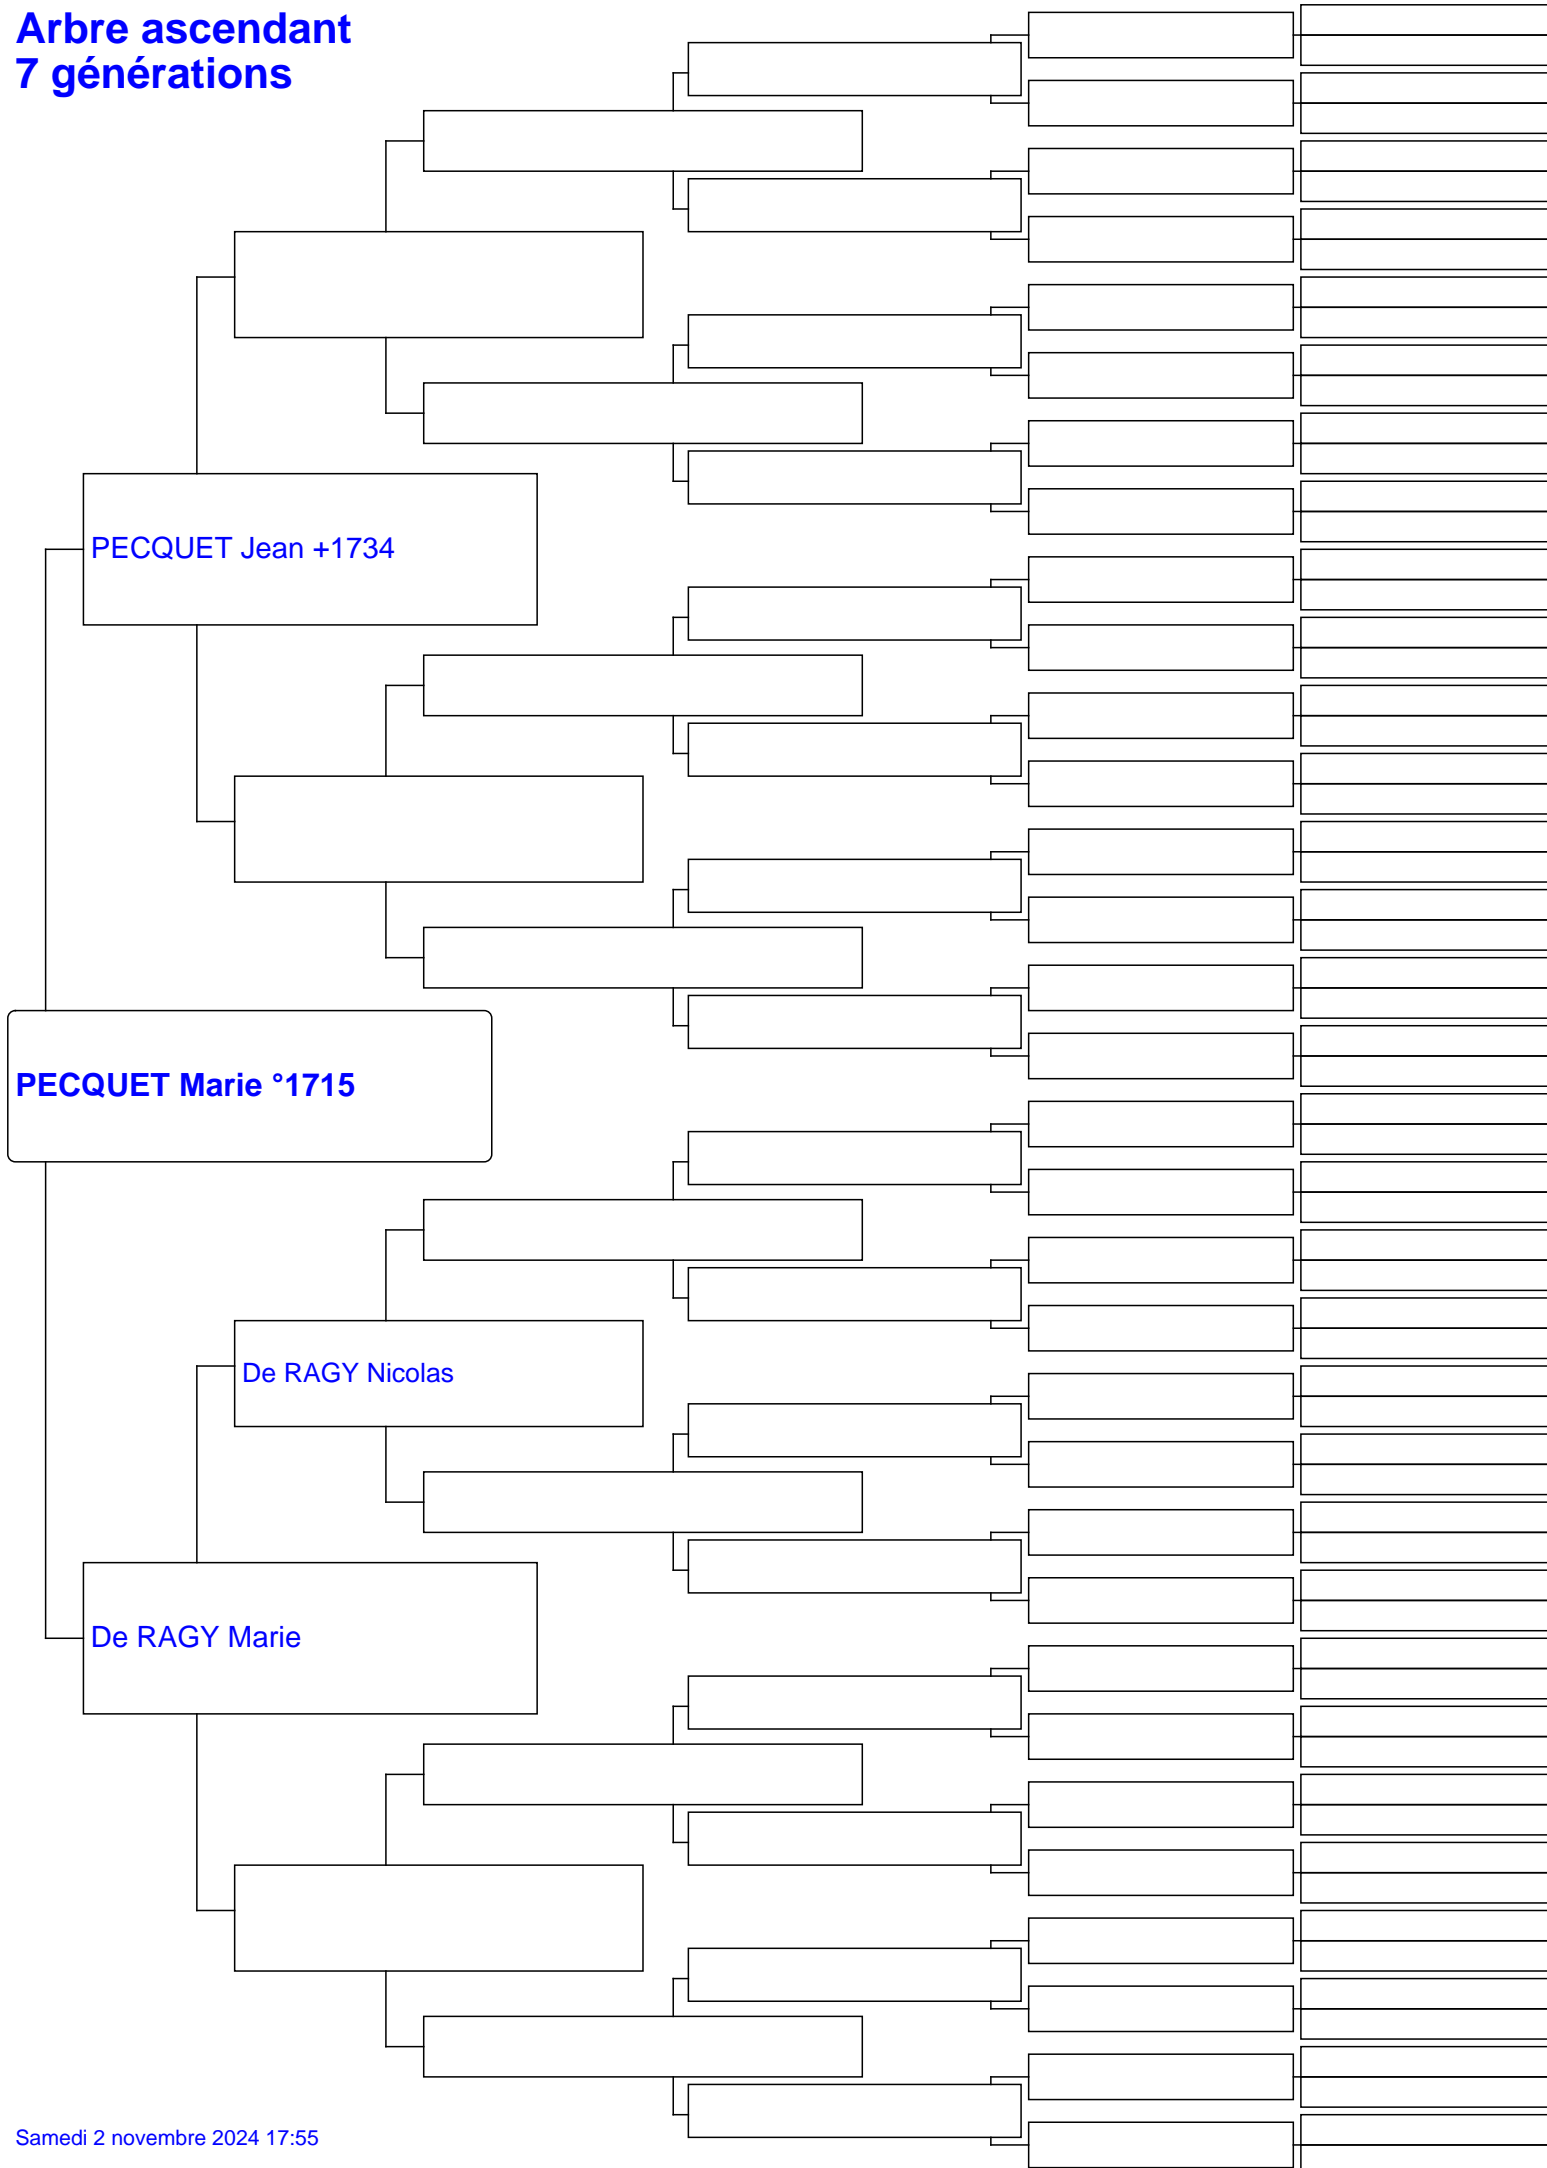 Arbre ascendant
7 générations
PECQUET Jean +1734
PECQUET Marie °1715
De RAGY Nicolas
De RAGY Marie
Samedi 2 novembre 2024 17:55